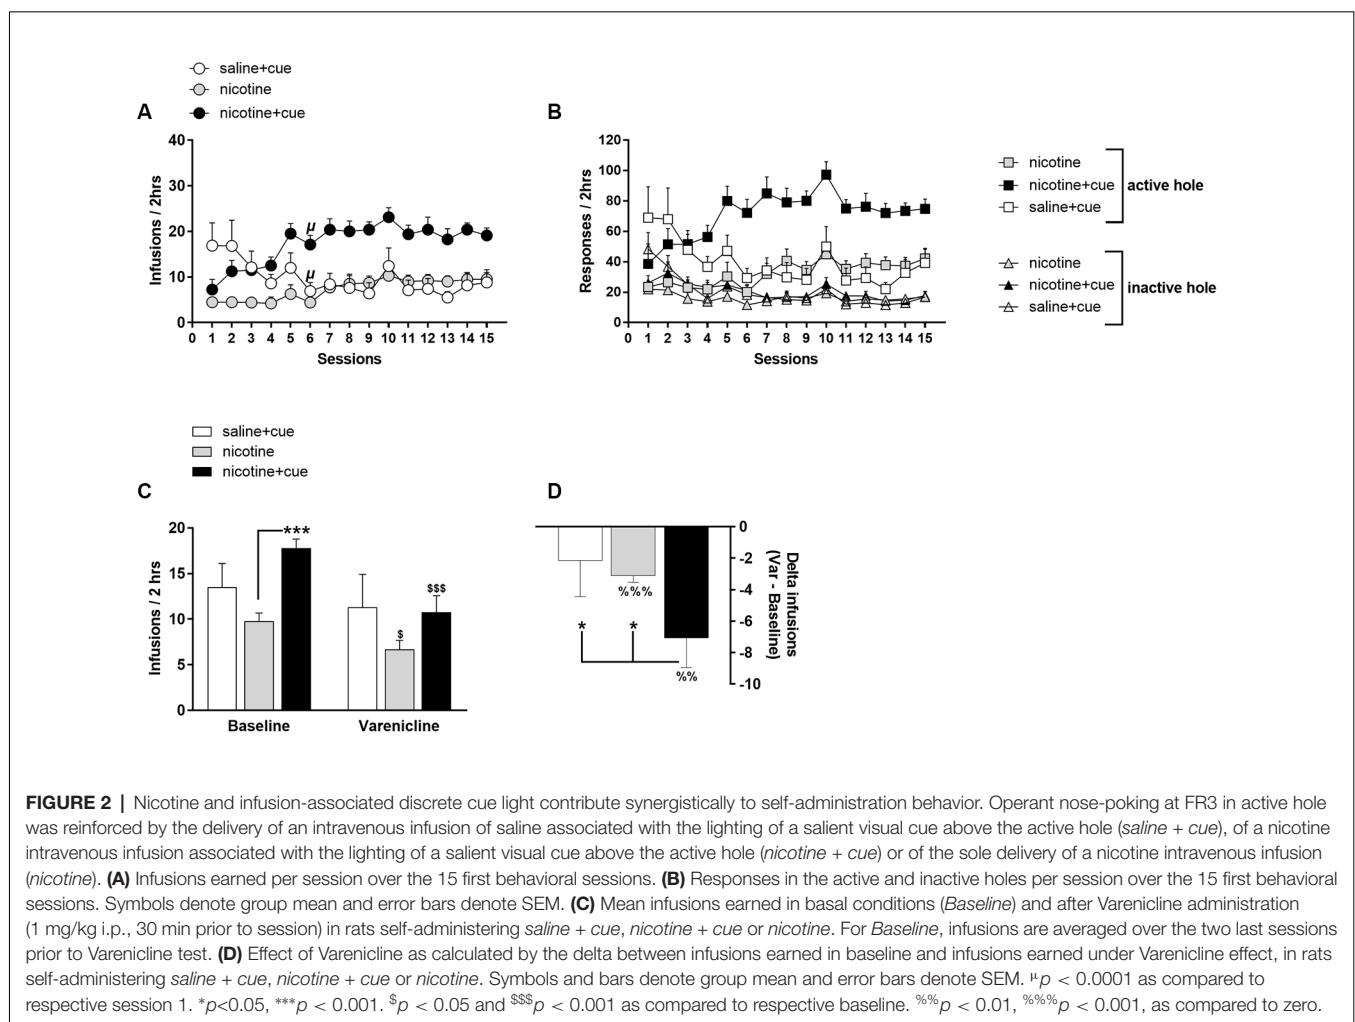 saline+cue
nicotine
nicotine+cue
A
40
30
20
10
0
Infusions / 2hrs
μ
μ
0 1 2 3 4 5 6 7 8 9 10 11 12 13 14 15
Sessions
B
120
100
80
60
40
20
0
Responses / 2hrs
0 1 2 3 4 5 6 7 8 9 10 11 12 13 14 15
Sessions
nicotine
nicotine+cue
saline+cue
active hole
nicotine
nicotine+cue
saline+cue
inactive hole
saline+cue
nicotine
nicotine+cue
C
20
15
10
5
0
Infusions / 2 hrs
***
$
$$$
Baseline
Varenicline
D
0
-2
-4
-6
-8
-10
Delta infusions
(Var - Baseline)
%%%
* *
%%
FIGURE 2 | Nicotine and infusion-associated discrete cue light contribute synergistically to self-administration behavior. Operant nose-poking at FR3 in active hole
was reinforced by the delivery of an intravenous infusion of saline associated with the lighting of a salient visual cue above the active hole (saline + cue), of a nicotine
intravenous infusion associated with the lighting of a salient visual cue above the active hole (nicotine + cue) or of the sole delivery of a nicotine intravenous infusion
(nicotine). (A) Infusions earned per session over the 15 first behavioral sessions. (B) Responses in the active and inactive holes per session over the 15 first behavioral
sessions. Symbols denote group mean and error bars denote SEM. (C) Mean infusions earned in basal conditions (Baseline) and after Varenicline administration
(1 mg/kg i.p., 30 min prior to session) in rats self-administering saline + cue, nicotine + cue or nicotine. For Baseline, infusions are averaged over the two last sessions
prior to Varenicline test. (D) Effect of Varenicline as calculated by the delta between infusions earned in baseline and infusions earned under Varenicline effect, in rats
self-administering saline + cue, nicotine + cue or nicotine. Symbols and bars denote group mean and error bars denote SEM. μp < 0.0001 as compared to
respective session 1. *p<0.05, ***p < 0.001. $p < 0.05 and $$$p < 0.001 as compared to respective baseline. %%p < 0.01, %%%p < 0.001, as compared to zero.